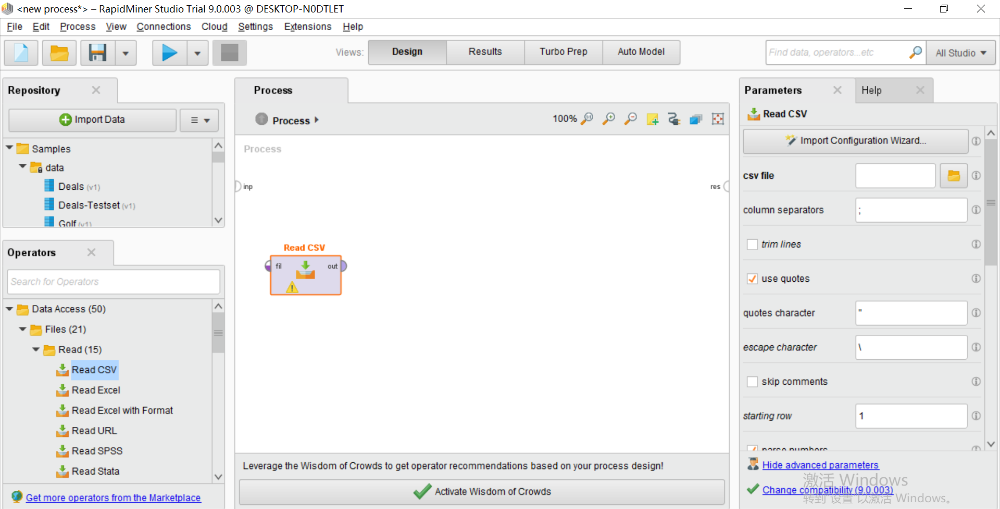 <new process*> – RapidMiner Studio Trial 9.0.003 @ DESKTOP-N0DTLET
File Edit Process View Connections Cloud Settings Extensions Help
Views: Design Results Turbo Prep Auto Model Find data, operators...etc All Studio
Repository
Import Data
Samples
data
Deals (v1)
Deals-Testset (v1)
Golf (v1)
Operators
Search for Operators
Data Access (50)
Files (21)
Read (15)
Read CSV
Read Excel
Read Excel with Format
Read URL
Read SPSS
Read Stata
Get more operators from the Marketplace
Process
Process
100%
Process
inp
res
Read CSV
fil out
Leverage the Wisdom of Crowds to get operator recommendations based on your process design!
Activate Wisdom of Crowds
Parameters Help
Read CSV
Import Configuration Wizard...
csv file
column separators ;
trim lines
use quotes
quotes character "
escape character \
skip comments
starting row 1
parse numbers
Hide advanced parameters
Change compatibility (9.0.003)
激活 Windows
转到"设置"以激活 Windows。